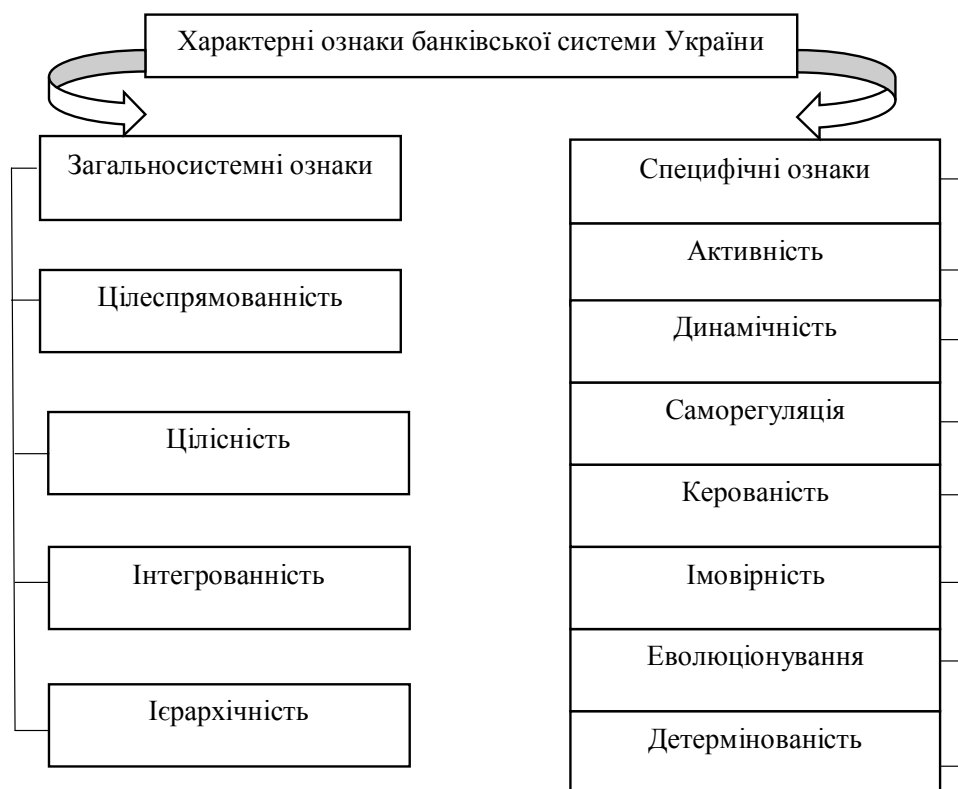 Характерні ознаки банківської системи України
Загальносистемні ознаки
Цілеспрямованність
Цілісність
Інтегрованність
Ієрархічність
Специфічні ознаки
Активність
Динамічність
Саморегуляція
Керованість
Імовірність
Еволюціонування
Детермінованість